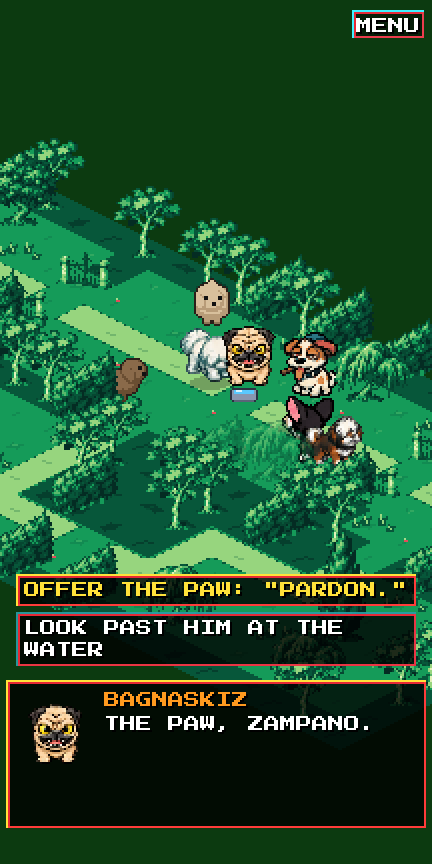 MENU
OFFER THE PAW: "PARDON."
LOOK PAST HIM AT THE
WATER
BAGNASKIZ
THE PAW, ZAMPANO.